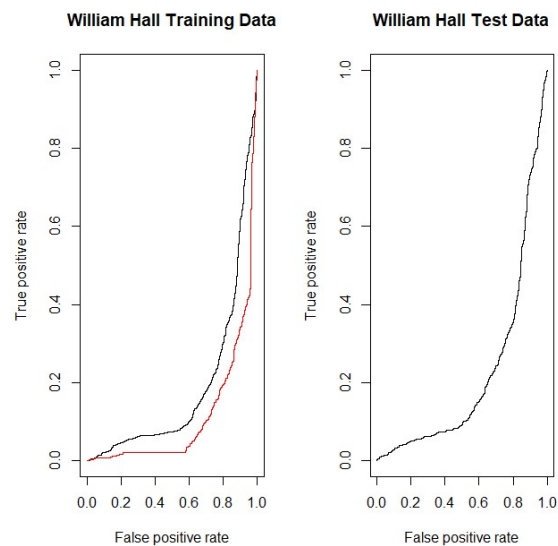 William Hall Training Data
True positive rate
0.0 0.2 0.4 0.6 0.8 1.0
0.0 0.2 0.4 0.6 0.8 1.0
False positive rate
William Hall Test Data
True positive rate
0.0 0.2 0.4 0.6 0.8 1.0
0.0 0.2 0.4 0.6 0.8 1.0
False positive rate